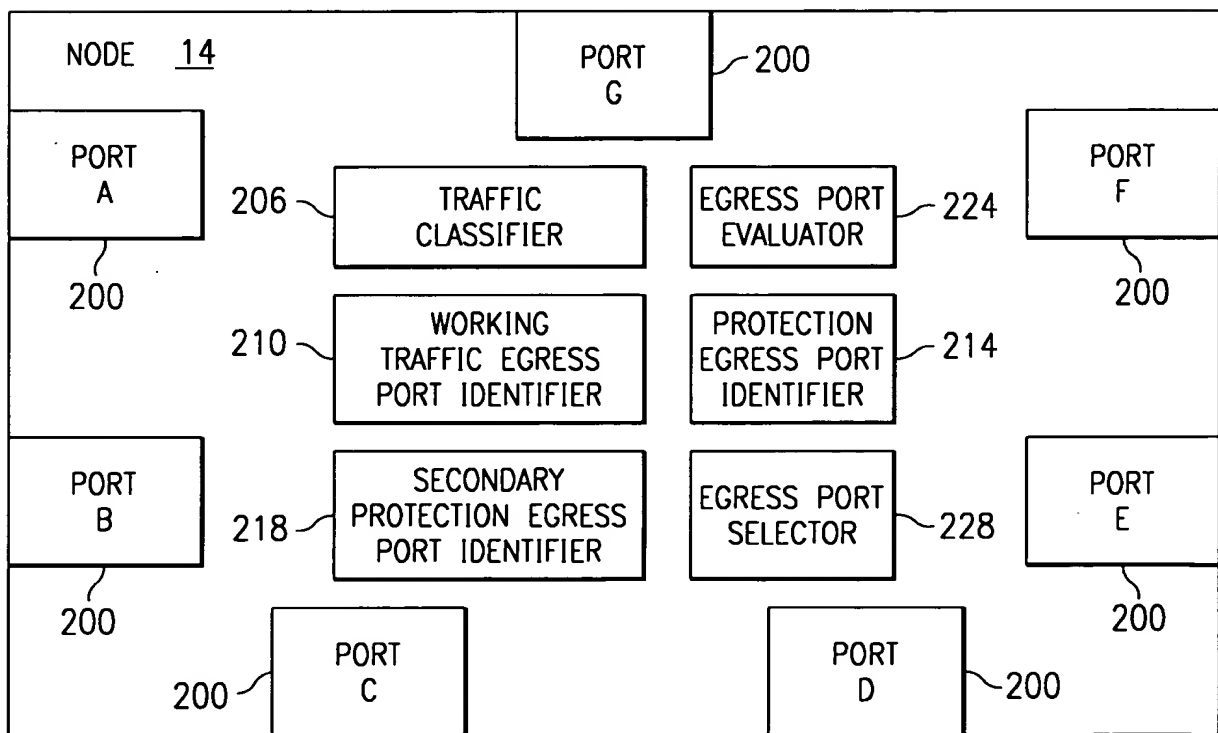 NODE 14
PORT
G
200
PORT
A
200
PORT
F
200
206
TRAFFIC
CLASSIFIER
EGRESS PORT
EVALUATOR
224
210
WORKING
TRAFFIC EGRESS
PORT IDENTIFIER
PROTECTION
EGRESS PORT
IDENTIFIER
214
PORT
B
200
218
SECONDARY
PROTECTION EGRESS
PORT IDENTIFIER
EGRESS PORT
SELECTOR
228
PORT
E
200
200
PORT
C
PORT
D
200